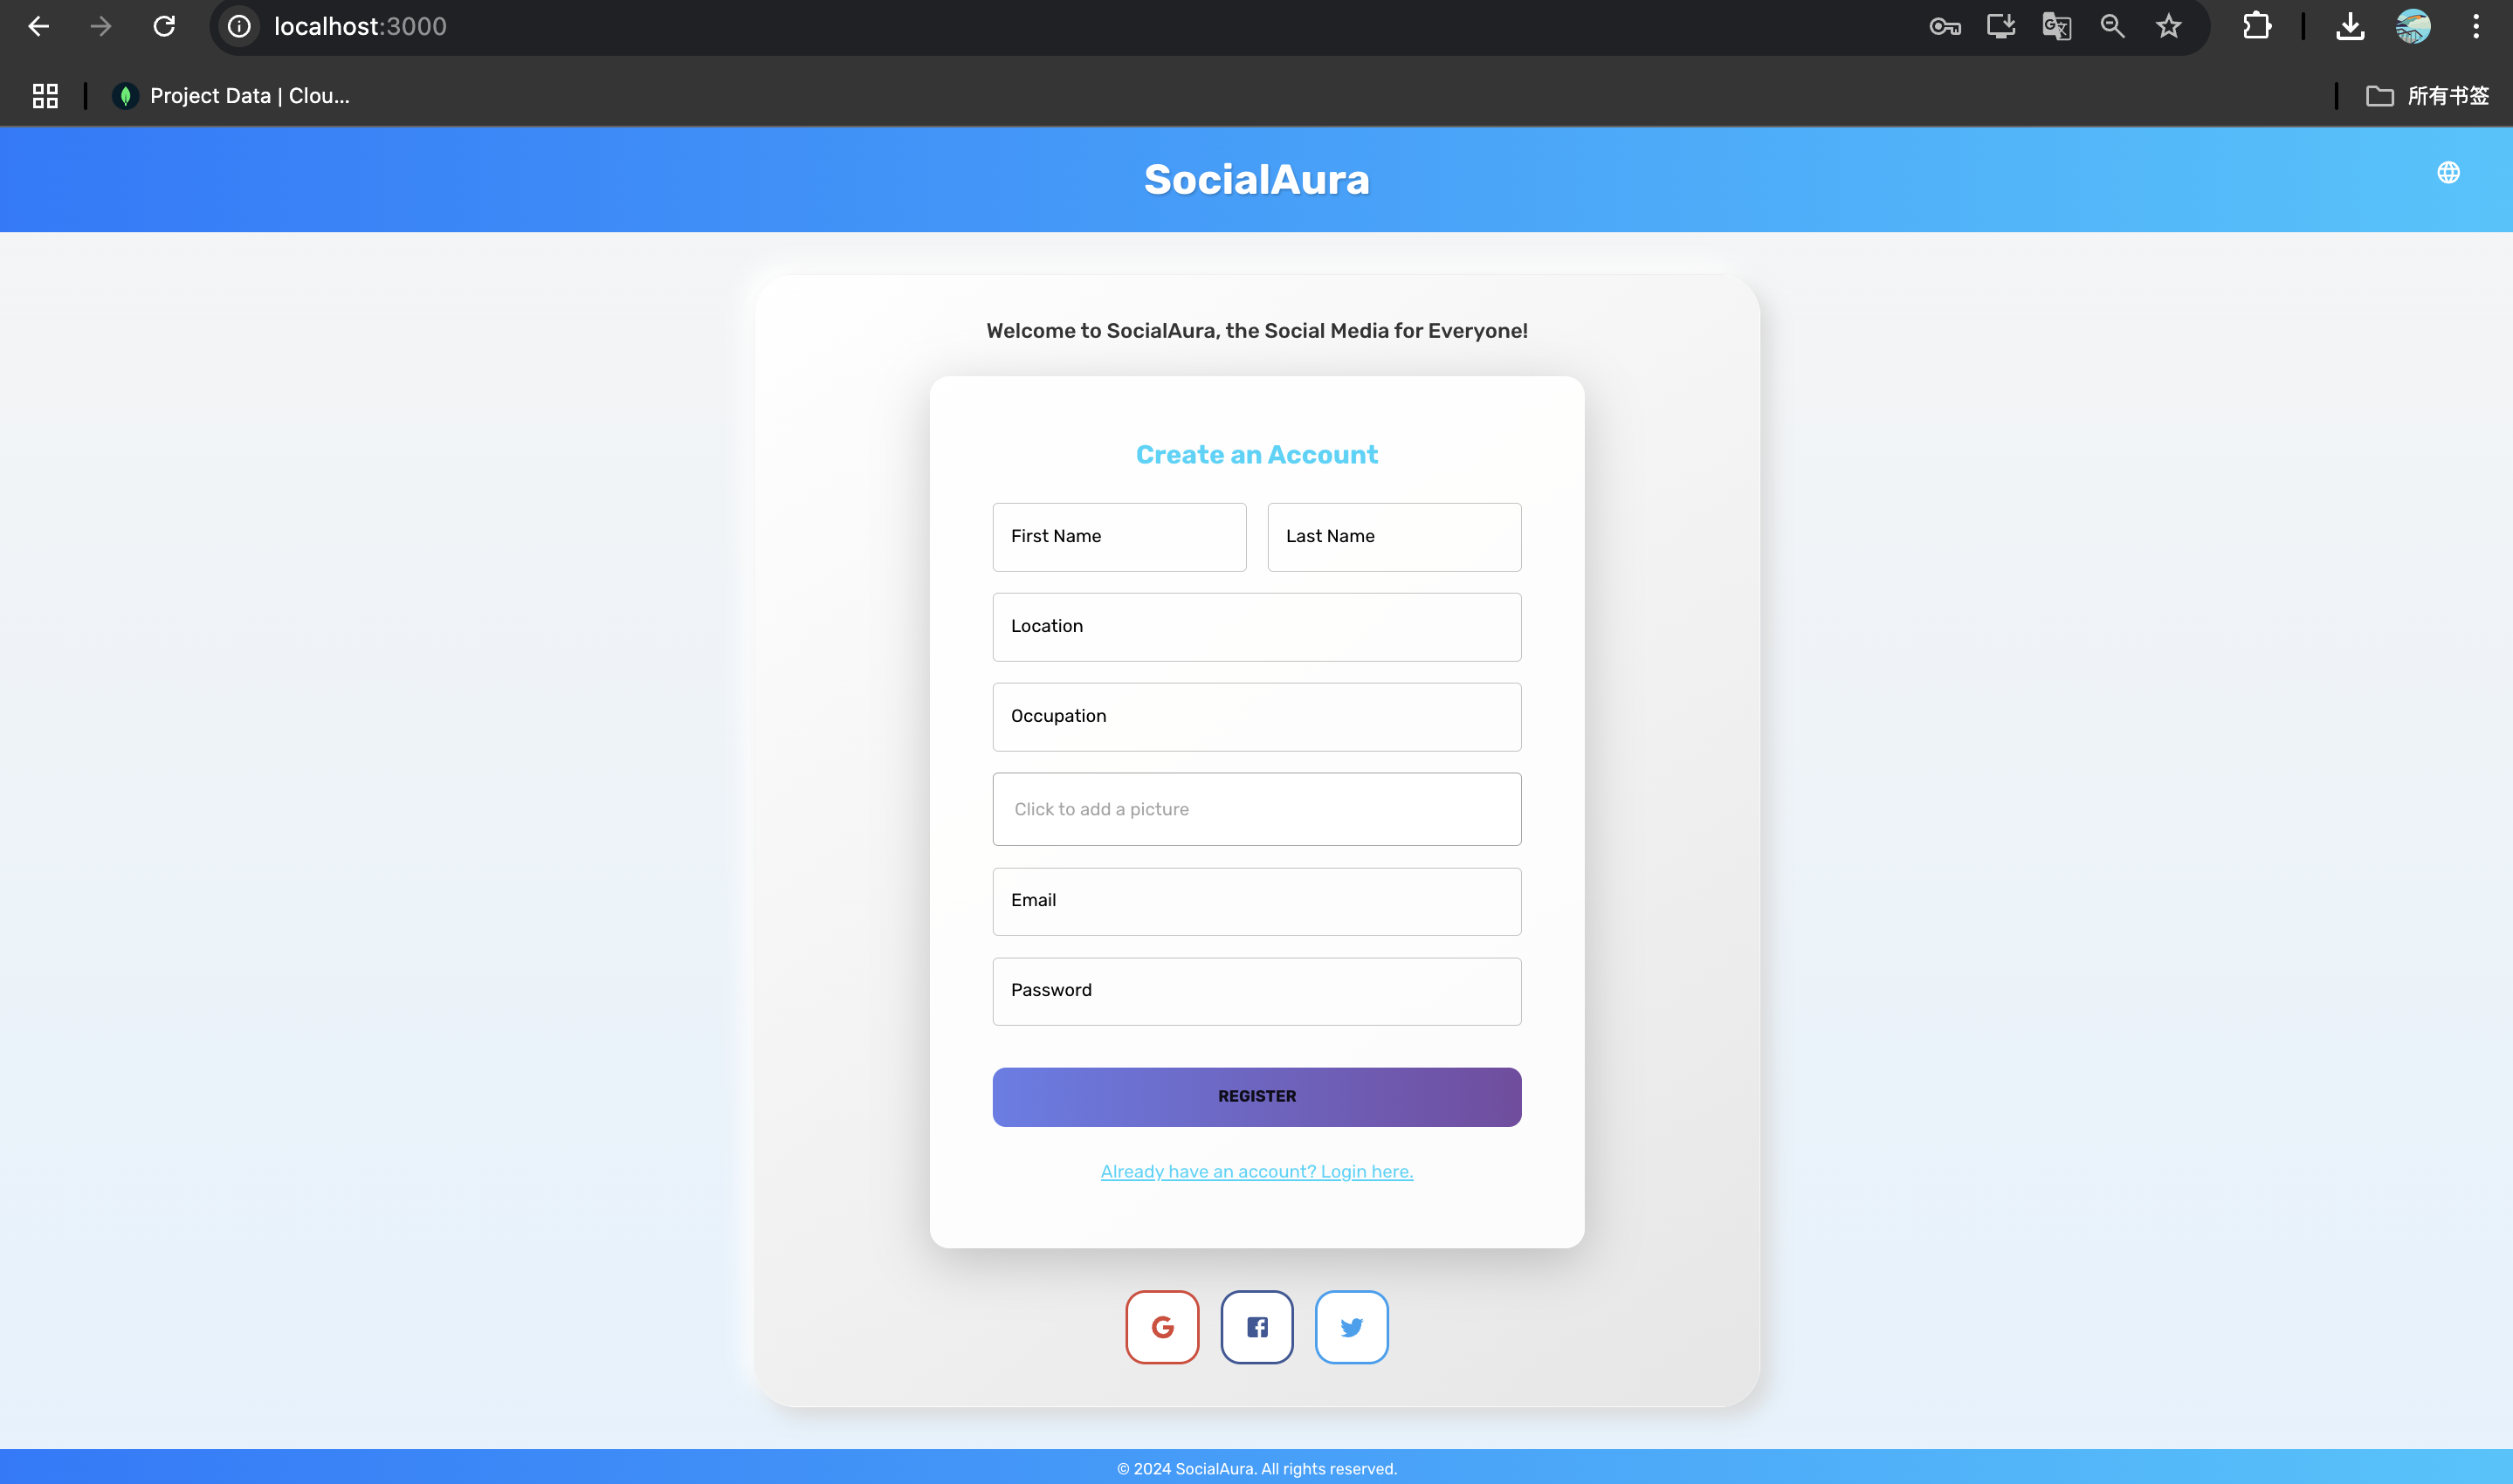 localhost:3000
Project Data | Clou...
所有书签
SocialAura
Welcome to SocialAura, the Social Media for Everyone!
Create an Account
First Name
Last Name
Location
Occupation
Click to add a picture
Email
Password
REGISTER
Already have an account? Login here.
© 2024 SocialAura. All rights reserved.